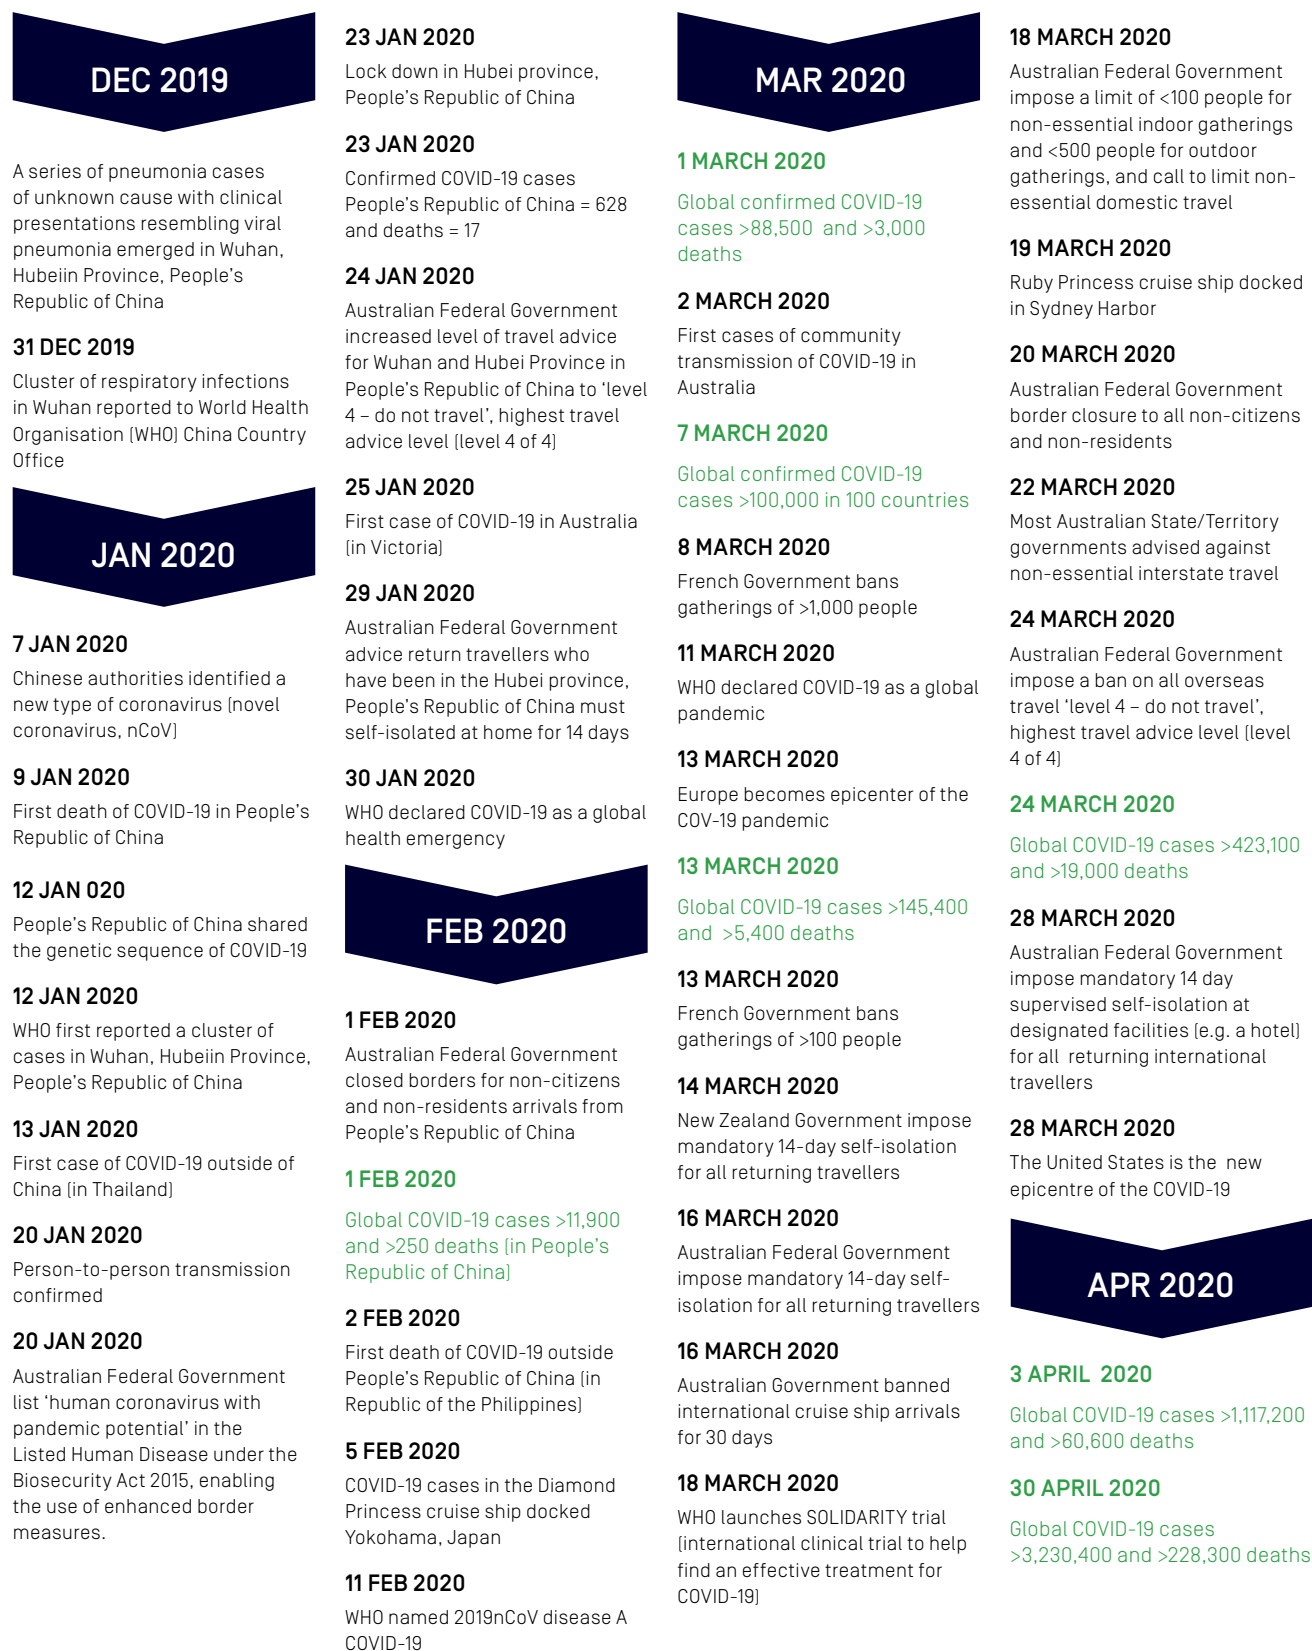 DEC 2019
A series of pneumonia cases
of unknown cause with clinical
presentations resembling viral
pneumonia emerged in Wuhan,
Hubeiin Province, People's
Republic of China
31 DEC 2019
Cluster of respiratory infections
in Wuhan reported to World Health
Organisation (WHO) China Country
Office
JAN 2020
7 JAN 2020
Chinese authorities identified a
new type of coronavirus (novel
coronavirus, nCoV)
9 JAN 2020
First death of COVID-19 in People's
Republic of China
12 JAN 020
People's Republic of China shared
the genetic sequence of COVID-19
12 JAN 2020
WHO first reported a cluster of
cases in Wuhan, Hubeiin Province,
People's Republic of China
13 JAN 2020
First case of COVID-19 outside of
China (in Thailand)
20 JAN 2020
Person-to-person transmission
confirmed
20 JAN 2020
Australian Federal Government
list 'human coronavirus with
pandemic potential' in the
Listed Human Disease under the
Biosecurity Act 2015, enabling
the use of enhanced border
measures.
23 JAN 2020
Lock down in Hubei province,
People's Republic of China
23 JAN 2020
Confirmed COVID-19 cases
People's Republic of China = 628
and deaths = 17
24 JAN 2020
Australian Federal Government
increased level of travel advice
for Wuhan and Hubei Province in
People's Republic of China to 'level
4 – do not travel', highest travel
advice level (level 4 of 4)
25 JAN 2020
First case of COVID-19 in Australia
(in Victoria)
29 JAN 2020
Australian Federal Government
advice return travellers who
have been in the Hubei province,
People's Republic of China must
self-isolated at home for 14 days
30 JAN 2020
WHO declared COVID-19 as a global
health emergency
FEB 2020
1 FEB 2020
Australian Federal Government
closed borders for non-citizens
and non-residents arrivals from
People's Republic of China
1 FEB 2020
Global COVID-19 cases >11,900
and >250 deaths (in People's
Republic of China)
2 FEB 2020
First death of COVID-19 outside
People's Republic of China (in
Republic of the Philippines)
5 FEB 2020
COVID-19 cases in the Diamond
Princess cruise ship docked
Yokohama, Japan
11 FEB 2020
WHO named 2019nCoV disease A
COVID-19
MAR 2020
1 MARCH 2020
Global confirmed COVID-19
cases >88,500 and >3,000
deaths
2 MARCH 2020
First cases of community
transmission of COVID-19 in
Australia
7 MARCH 2020
Global confirmed COVID-19
cases >100,000 in 100 countries
8 MARCH 2020
French Government bans
gatherings of >1,000 people
11 MARCH 2020
WHO declared COVID-19 as a global
pandemic
13 MARCH 2020
Europe becomes epicenter of the
COV-19 pandemic
13 MARCH 2020
Global COVID-19 cases >145,400
and >5,400 deaths
13 MARCH 2020
French Government bans
gatherings of >100 people
14 MARCH 2020
New Zealand Government impose
mandatory 14-day self-isolation
for all returning travellers
16 MARCH 2020
Australian Federal Government
impose mandatory 14-day self-
isolation for all returning travellers
16 MARCH 2020
Australian Government banned
international cruise ship arrivals
for 30 days
18 MARCH 2020
WHO launches SOLIDARITY trial
(international clinical trial to help
find an effective treatment for
COVID-19)
18 MARCH 2020
Australian Federal Government
impose a limit of <100 people for
non-essential indoor gatherings
and <500 people for outdoor
gatherings, and call to limit non-
essential domestic travel
19 MARCH 2020
Ruby Princess cruise ship docked
in Sydney Harbor
20 MARCH 2020
Australian Federal Government
border closure to all non-citizens
and non-residents
22 MARCH 2020
Most Australian State/Territory
governments advised against
non-essential interstate travel
24 MARCH 2020
Australian Federal Government
impose a ban on all overseas
travel 'level 4 – do not travel',
highest travel advice level (level
4 of 4)
24 MARCH 2020
Global COVID-19 cases >423,100
and >19,000 deaths
28 MARCH 2020
Australian Federal Government
impose mandatory 14 day
supervised self-isolation at
designated facilities (e.g. a hotel)
for all returning international
travellers
28 MARCH 2020
The United States is the new
epicentre of the COVID-19
APR 2020
3 APRIL 2020
Global COVID-19 cases >1,117,200
and >60,600 deaths
30 APRIL 2020
Global COVID-19 cases
>3,230,400 and >228,300 deaths